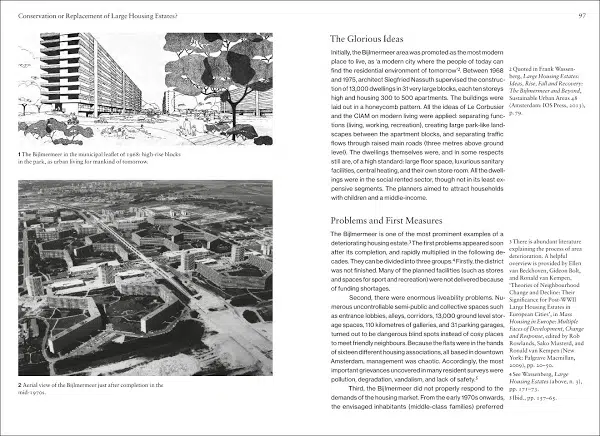 Conservation or Replacement of Large Housing Estates?
97
1 The Bijlmermeer in the municipal leaflet of 1968: high-rise blocks
in the park, as urban living for mankind of tomorrow.
2 Aerial view of the Bijlmermeer just after completion in the
mid-1970s.
The Glorious Ideas
Initially, the Bijlmermeer area was promoted as the most modern
place to live, as 'a modern city where the people of today can
find the residential environment of tomorrow'2. Between 1968
and 1975, architect Siegfried Nassuth supervised the construc-
tion of 13,000 dwellings in 31 very large blocks, each ten storeys
high and housing 300 to 500 apartments. The buildings were
laid out in a honeycomb pattern. All the ideas of Le Corbusier
and the CIAM on modern living were applied: separating func-
tions (living, working, recreation), creating large park-like land-
scapes between the apartment blocks, and separating traffic
flows through raised main roads (three metres above ground
level). The dwellings themselves were, and in some respects
still are, of a high standard: large floor space, luxurious sanitary
facilities, central heating, and their own store room. All the dwell-
ings were in the social rented sector, though not in its least ex-
pensive segments. The planners aimed to attract households
with children and a middle-income.
Problems and First Measures
The Bijlmermeer is one of the most prominent examples of a
deteriorating housing estate.3 The first problems appeared soon
after its completion, and rapidly multiplied in the following de-
cades. They can be divided into three groups.4 Firstly, the district
was not finished. Many of the planned facilities (such as stores
and spaces for sport and recreation) were not delivered because
of funding shortages.
Second, there were enormous liveability problems. Nu-
merous uncontrollable semi-public and collective spaces such
as entrance lobbies, alleys, corridors, 13,000 ground level stor-
age spaces, 110 kilometres of galleries, and 31 parking garages,
turned out to be dangerous blind spots instead of cosy places
to meet friendly neighbours. Because the flats were in the hands
of sixteen different housing associations, all based in downtown
Amsterdam, management was chaotic. Accordingly, the most
important grievances uncovered in many resident surveys were
pollution, degradation, vandalism, and lack of safety.5
Third, the Bijlmermeer did not properly respond to the
demands of the housing market. From the early 1970s onwards,
the envisaged inhabitants (middle-class families) preferred
2 Quoted in Frank Wassen-
berg, Large Housing Estates:
Ideas, Rise, Fall and Recovery:
The Bijlmermeer and Beyond,
Sustainable Urban Areas 48
(Amsterdam: IOS Press, 2013),
p. 79.
3 There is abundant literature
explaining the process of area
deterioration. A helpful
overview is provided by Ellen
van Beckhoven, Gideon Bolt,
and Ronald van Kempen,
'Theories of Neighbourhood
Change and Decline: Their
Significance for Post-WWII
Large Housing Estates in
European Cities', in Mass
Housing in Europe: Multiple
Faces of Development, Change
and Response, edited by Rob
Rowlands, Sako Musterd, and
Ronald van Kempen (New
York: Palgrave Macmillan,
2009), pp. 20–50.
4 See Wassenberg, Large
Housing Estates (above, n. 3),
pp. 171–73.
5 Ibid., pp. 137–65.